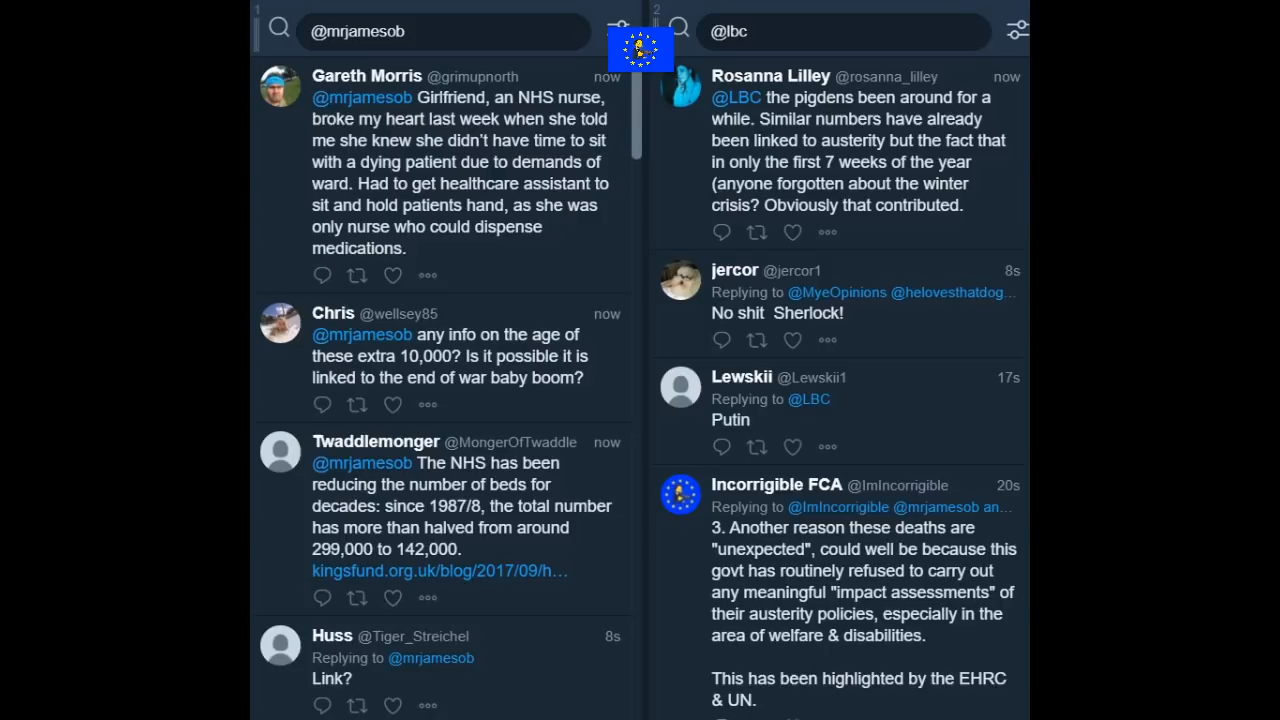 1
@mrjamesob
Gareth Morris @grimupnorth now
@mrjamesob Girlfriend, an NHS nurse,
broke my heart last week when she told
me she knew she didn't have time to sit
with a dying patient due to demands of
ward. Had to get healthcare assistant to
sit and hold patients hand, as she was
only nurse who could dispense
medications.
Chris @wellsey85 now
@mrjamesob any info on the age of
these extra 10,000? Is it possible it is
linked to the end of war baby boom?
Twaddlemonger @MongerOfTwaddle now
@mrjamesob The NHS has been
reducing the number of beds for
decades: since 1987/8, the total number
has more than halved from around
299,000 to 142,000.
kingsfund.org.uk/blog/2017/09/h…
Huss @Tiger_Streichel 8s
Replying to @mrjamesob
Link?
2
@lbc
Rosanna Lilley @rosanna_lilley now
@LBC the pigdens been around for a
while. Similar numbers have already
been linked to austerity but the fact that
in only the first 7 weeks of the year
(anyone forgotten about the winter
crisis? Obviously that contributed.
jercor @jercor1 8s
Replying to @MyeOpinions @helovesthatdog…
No shit  Sherlock!
Lewskii @Lewskii1 17s
Replying to @LBC
Putin
Incorrigible FCA @ImIncorrigible 20s
Replying to @ImIncorrigible @mrjamesob an…
3. Another reason these deaths are
"unexpected", could well be because this
govt has routinely refused to carry out
any meaningful "impact assessments" of
their austerity policies, especially in the
area of welfare & disabilities.
This has been highlighted by the EHRC
& UN.